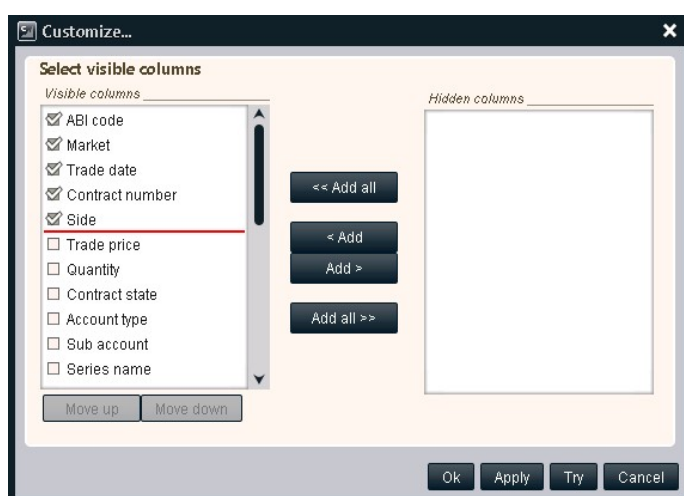 Customize...
Select visible columns
Visible columns
Hidden columns
ABI code
Market
Trade date
Contract number
Side
Trade price
Quantity
Contract state
Account type
Sub account
Series name
<< Add all
< Add
Add >
Add all >>
Move up
Move down
Ok
Apply
Try
Cancel